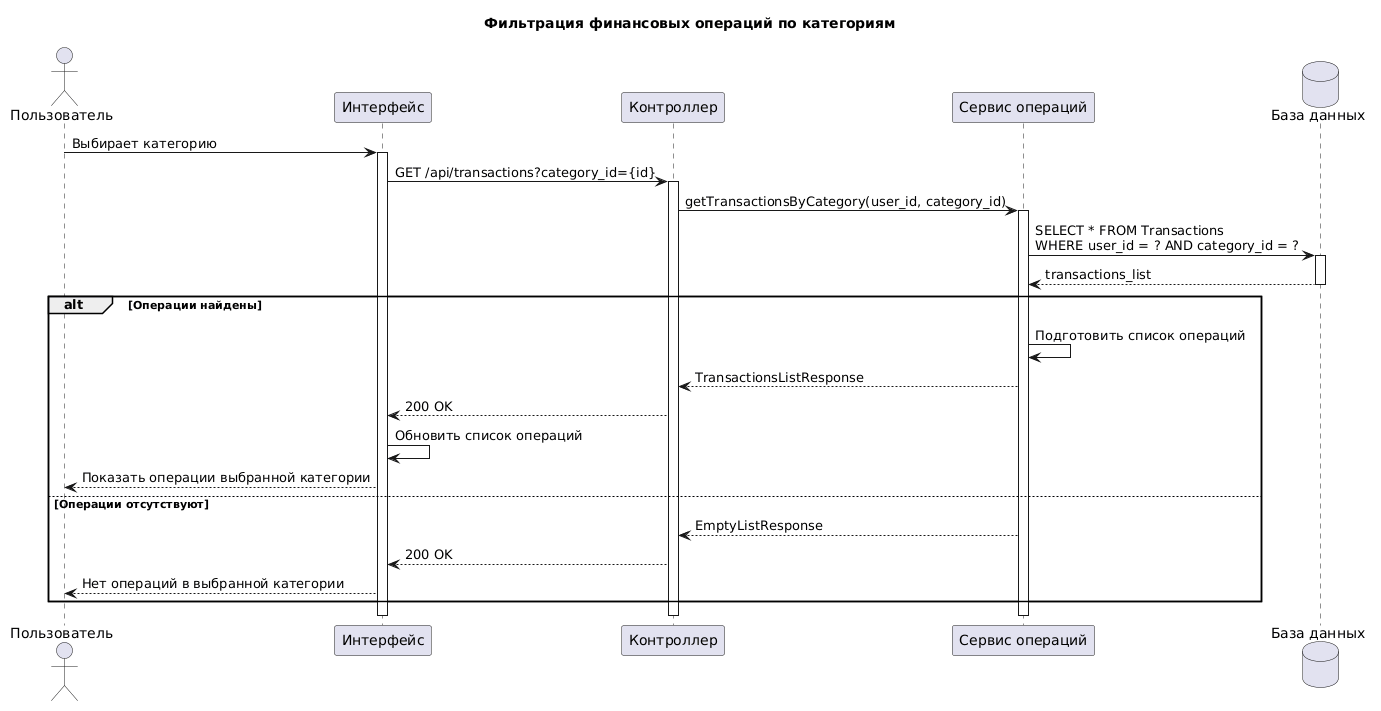 Фильтрация финансовых операций по категориям
Пользователь
Интерфейс
Контроллер
Сервис операций
База данных
Выбирает категорию
GET /api/transactions?category_id={id}
getTransactionsByCategory(user_id, category_id)
SELECT * FROM Transactions
WHERE user_id = ? AND category_id = ?
transactions_list
alt [Операции найдены]
Подготовить список операций
TransactionsListResponse
200 OK
Обновить список операций
Показать операции выбранной категории
[Операции отсутствуют]
EmptyListResponse
200 OK
Нет операций в выбранной категории
Пользователь
Интерфейс
Контроллер
Сервис операций
База данных